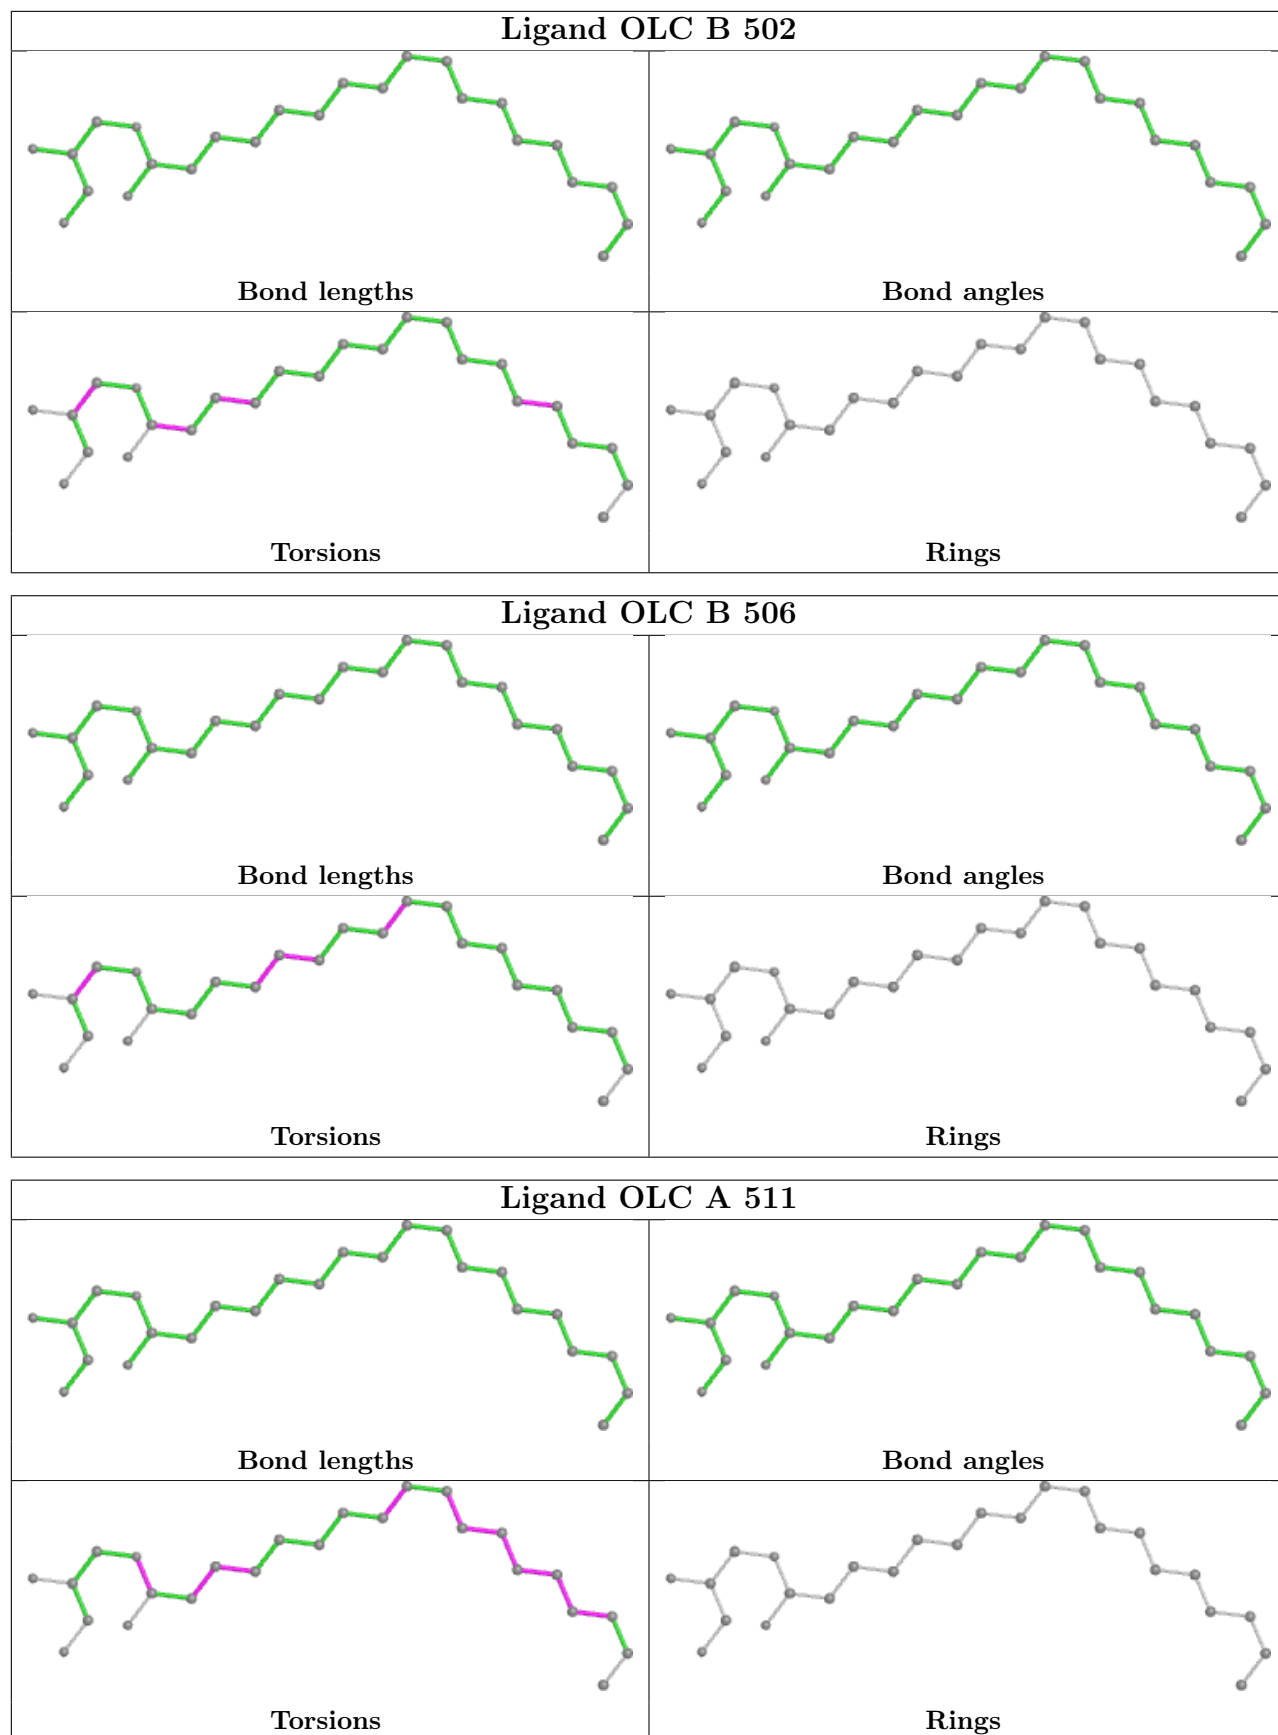 Ligand OLC B 502
Bond lengths
Bond angles
Torsions
Rings
Ligand OLC B 506
Bond lengths
Bond angles
Torsions
Rings
Ligand OLC A 511
Bond lengths
Bond angles
Torsions
Rings